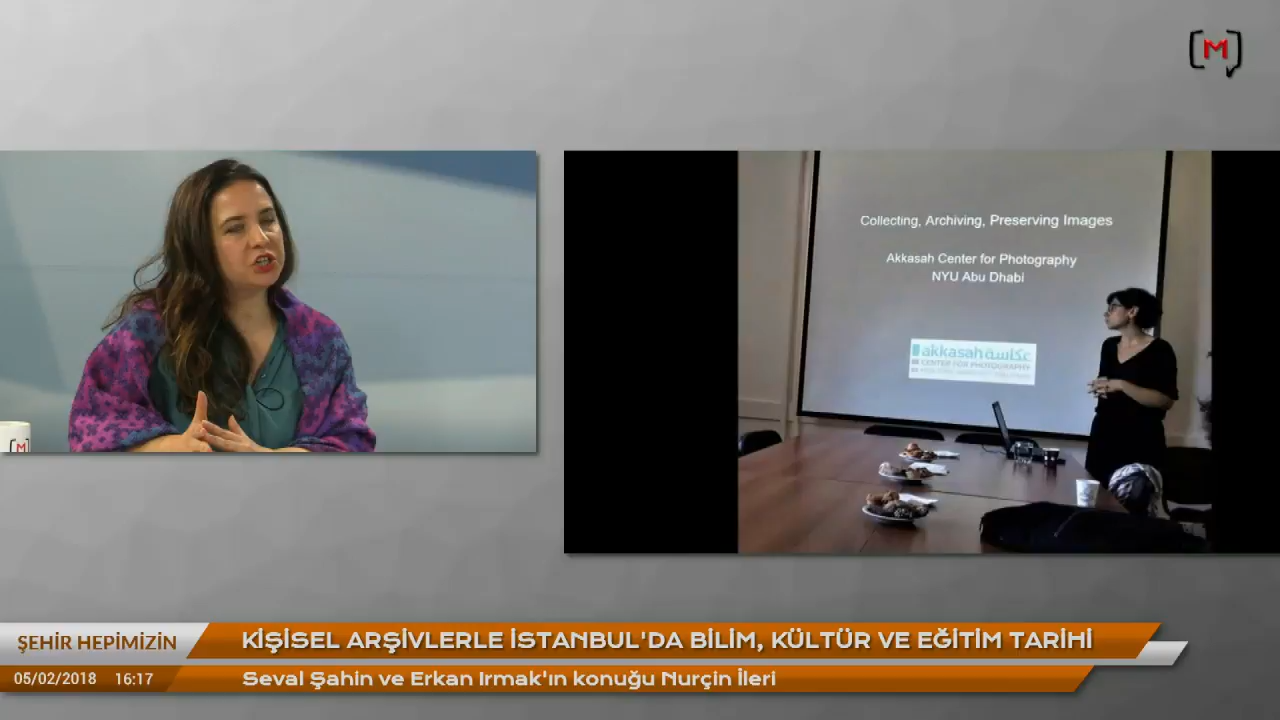 [M]
Collecting, Archiving, Preserving Images
Akkasah Center for Photography
NYU Abu Dhabi
akkasah عكاسة
CENTER FOR PHOTOGRAPHY
[M]
ŞEHİR HEPİMİZİN
KİŞİSEL ARŞİVLERLE İSTANBUL'DA BİLİM, KÜLTÜR VE EĞİTİM TARİHİ
05/02/2018 16:17
Seval Şahin ve Erkan Irmak'ın konuğu Nurçin İleri